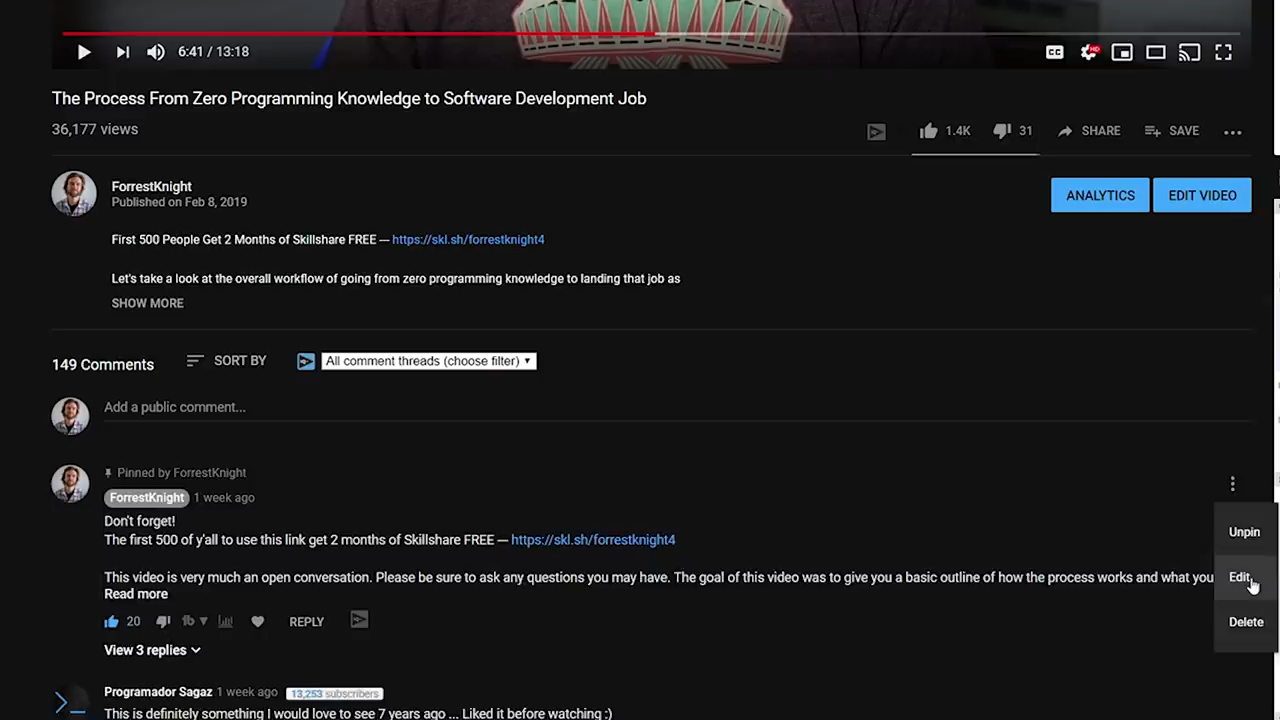 6:41 / 13:18
CC
HD
The Process From Zero Programming Knowledge to Software Development Job
36,177 views
1.4K
31
SHARE
SAVE
ForrestKnight
Published on Feb 8, 2019
ANALYTICS
EDIT VIDEO
First 500 People Get 2 Months of Skillshare FREE — https://skl.sh/forrestknight4
Let's take a look at the overall workflow of going from zero programming knowledge to landing that job as
SHOW MORE
149 Comments
SORT BY
All comment threads (choose filter)
Add a public comment...
Pinned by ForrestKnight
ForrestKnight 1 week ago
Don't forget!
The first 500 of y'all to use this link get 2 months of Skillshare FREE — https://skl.sh/forrestknight4
This video is very much an open conversation. Please be sure to ask any questions you may have. The goal of this video was to give you a basic outline of how the process works and what you
Read more
Unpin
Edit
Delete
20
REPLY
View 3 replies
Programador Sagaz 1 week ago 13,253 subscribers
This is definitely something I would love to see 7 years ago ... Liked it before watching :)